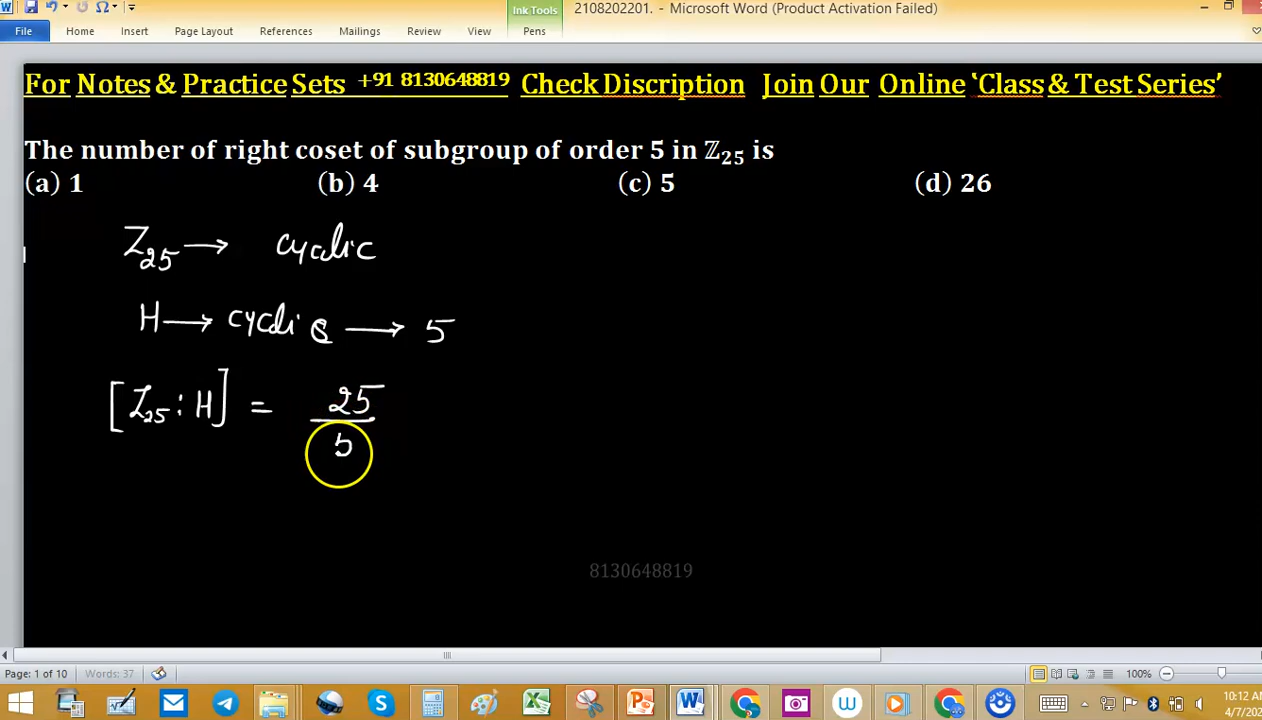 2108202201. - Microsoft Word (Product Activation Failed)
Ink Tools
File Home Insert Page Layout References Mailings Review View Pens
For Notes & Practice Sets +91 8130648819 Check Discription Join Our Online ‘Class & Test Series’
The number of right coset of subgroup of order 5 in ℤ₂₅ is
(a) 1 (b) 4 (c) 5 (d) 26
Z₂₅ → cyclic
H → cyclic → 5
[Z₂₅ : H] = 25/5
8130648819
Page: 1 of 10 Words: 37 100%
10:12 AM
4/7/202